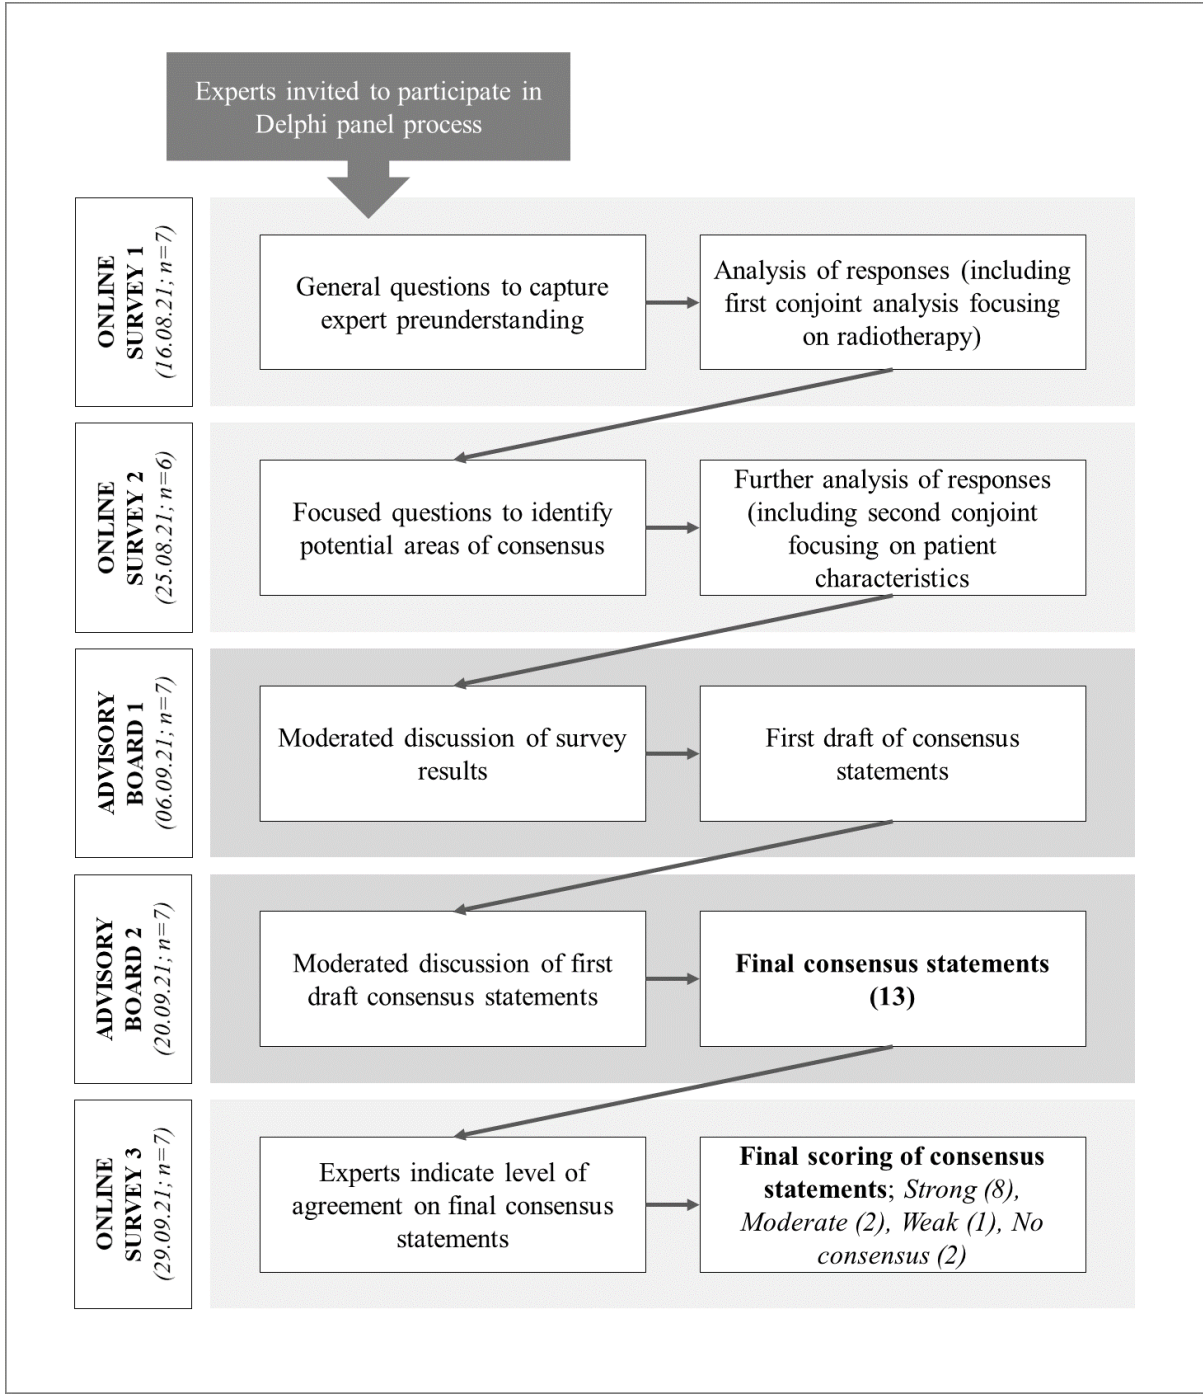 Experts invited to participate in
Delphi panel process
ONLINE
SURVEY 1
(16.08.21; n=7)
General questions to capture
expert preunderstanding
Analysis of responses (including
first conjoint analysis focusing
on radiotherapy)
ONLINE
SURVEY 2
(25.08.21; n=6)
Focused questions to identify
potential areas of consensus
Further analysis of responses
(including second conjoint
focusing on patient
characteristics
ADVISORY
BOARD 1
(06.09.21; n=7)
Moderated discussion of survey
results
First draft of consensus
statements
ADVISORY
BOARD 2
(20.09.21; n=7)
Moderated discussion of first
draft consensus statements
Final consensus statements
(13)
ONLINE
SURVEY 3
(29.09.21; n=7)
Experts indicate level of
agreement on final consensus
statements
Final scoring of consensus
statements; Strong (8),
Moderate (2), Weak (1), No
consensus (2)